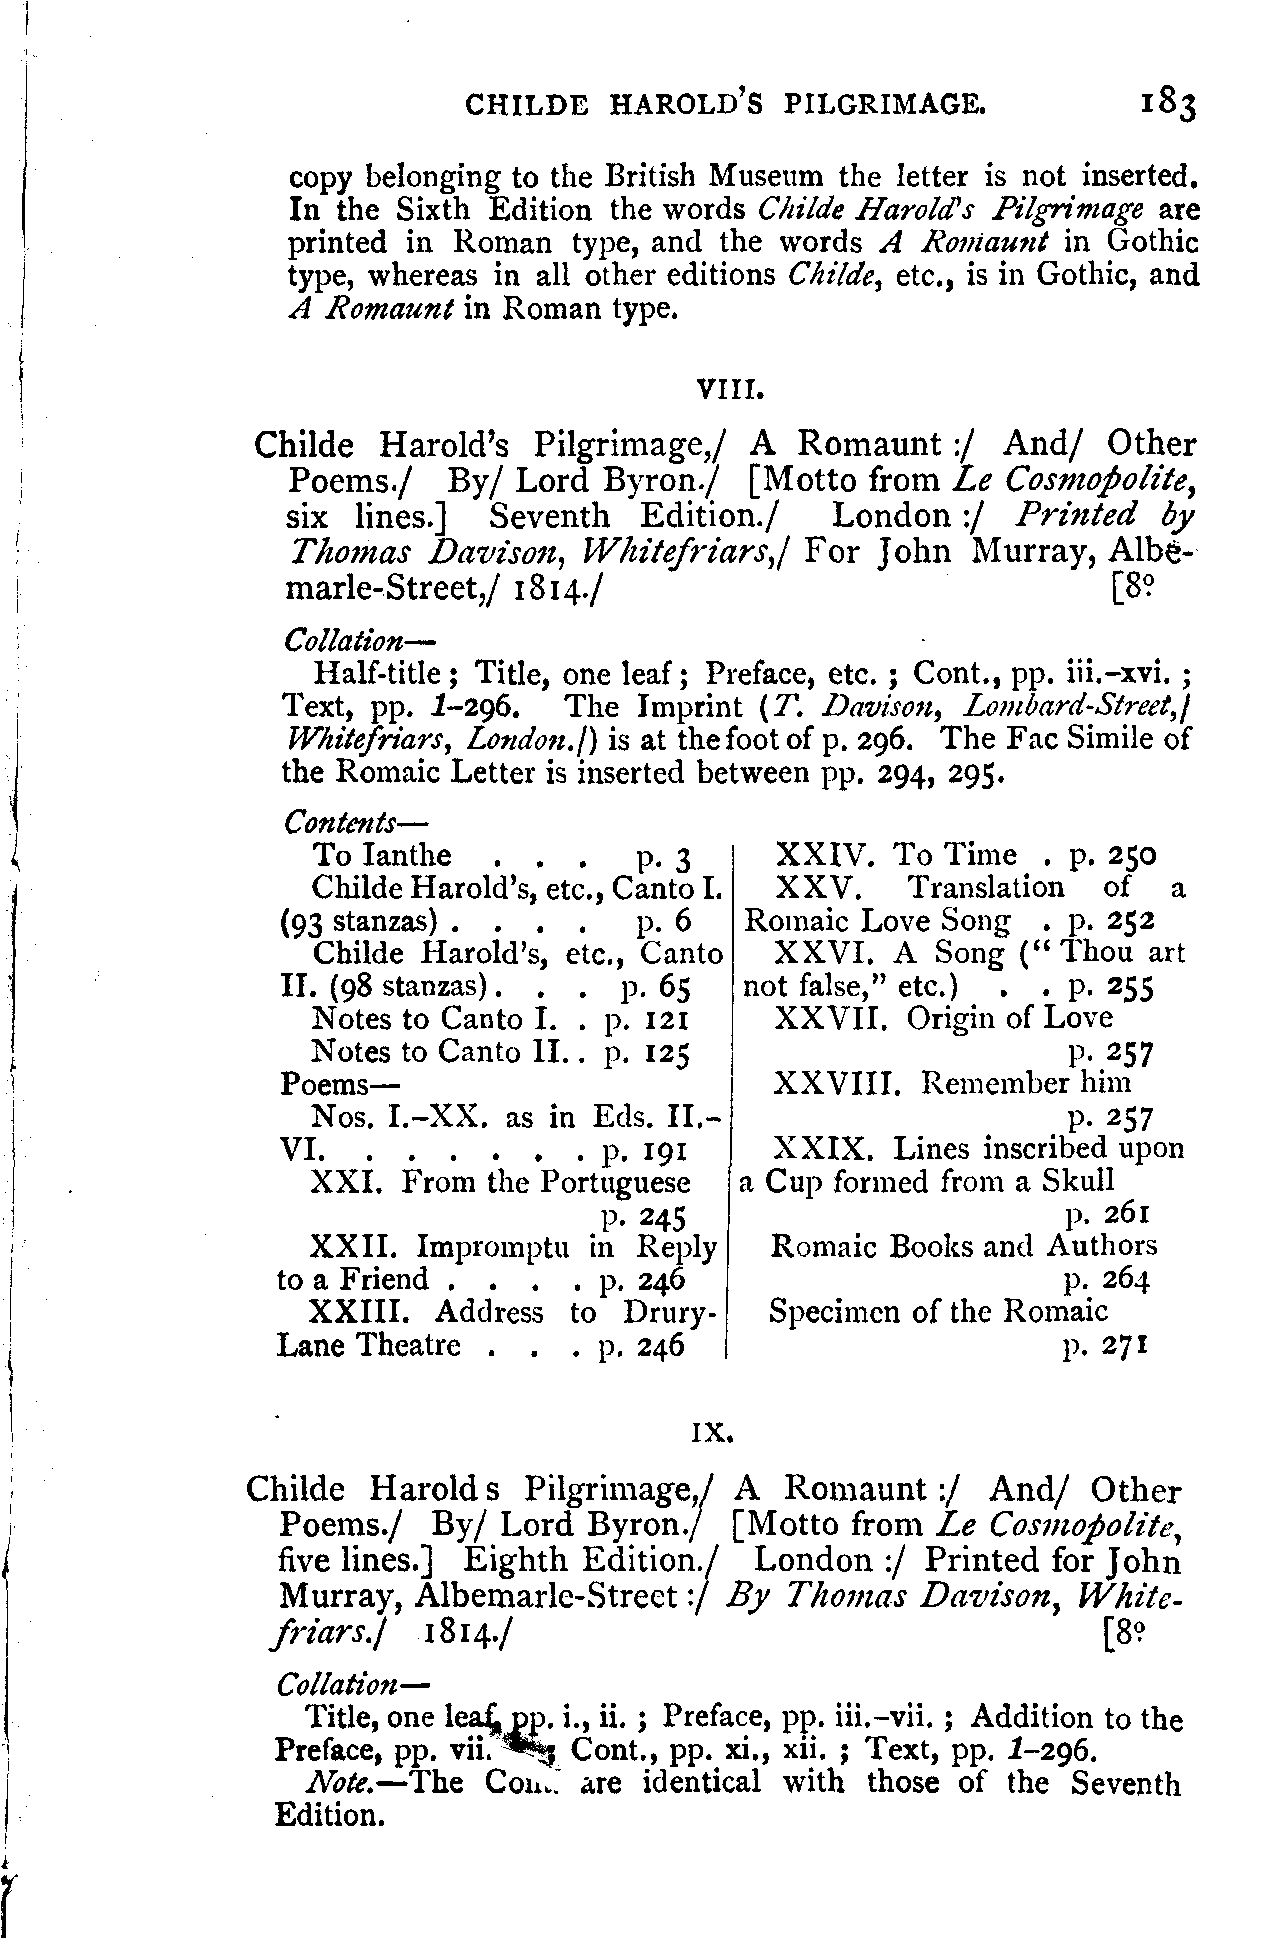 CHILDE HAROLD'S PILGRIMAGE. 183
copy belonging to the British Museum the letter is not inserted.
In the Sixth Edition the words Childe Harold's Pilgrimage are
printed in Roman type, and the words A Romaunt in Gothic
type, whereas in all other editions Childe, etc., is in Gothic, and
A Romaunt in Roman type.
VIII.
Childe Harold's Pilgrimage,/ A Romaunt :/ And/ Other
Poems./ By/ Lord Byron./ [Motto from Le Cosmopolite,
six lines.] Seventh Edition./ London :/ Printed by
Thomas Davison, Whitefriars,/ For John Murray, Albe-
marle-Street,/ 1814./ [8º
Collation—
Half-title ; Title, one leaf ; Preface, etc. ; Cont., pp. iii.–xvi. ;
Text, pp. 1–296. The Imprint (T. Davison, Lombard-Street,/
Whitefriars, London./) is at the foot of p. 296. The Fac Simile of
the Romaic Letter is inserted between pp. 294, 295.
Contents—
To Ianthe . . . p. 3
Childe Harold's, etc., Canto I.
(93 stanzas) . . . . p. 6
Childe Harold's, etc., Canto
II. (98 stanzas) . . . p. 65
Notes to Canto I. . p. 121
Notes to Canto II. . p. 125
Poems—
Nos. I.–XX. as in Eds. II.–
VI. . . . . . . . p. 191
XXI. From the Portuguese
p. 245
XXII. Impromptu in Reply
to a Friend . . . . p. 246
XXIII. Address to Drury-
Lane Theatre . . . p. 246
XXIV. To Time . p. 250
XXV. Translation of a
Romaic Love Song . p. 252
XXVI. A Song (“Thou art
not false,” etc.) . . p. 255
XXVII. Origin of Love
p. 257
XXVIII. Remember him
p. 257
XXIX. Lines inscribed upon
a Cup formed from a Skull
p. 261
Romaic Books and Authors
p. 264
Specimen of the Romaic
p. 271
IX.
Childe Harold s Pilgrimage,/ A Romaunt :/ And/ Other
Poems./ By/ Lord Byron./ [Motto from Le Cosmopolite,
five lines.] Eighth Edition./ London :/ Printed for John
Murray, Albemarle-Street :/ By Thomas Davison, White-
friars./ 1814./ [8º
Collation—
Title, one leaf, pp. i., ii. ; Preface, pp. iii.–vii. ; Addition to the
Preface, pp. vii. ; Cont., pp. xi., xii. ; Text, pp. 1–296.
Note.—The are identical with those of the Seventh
Edition.